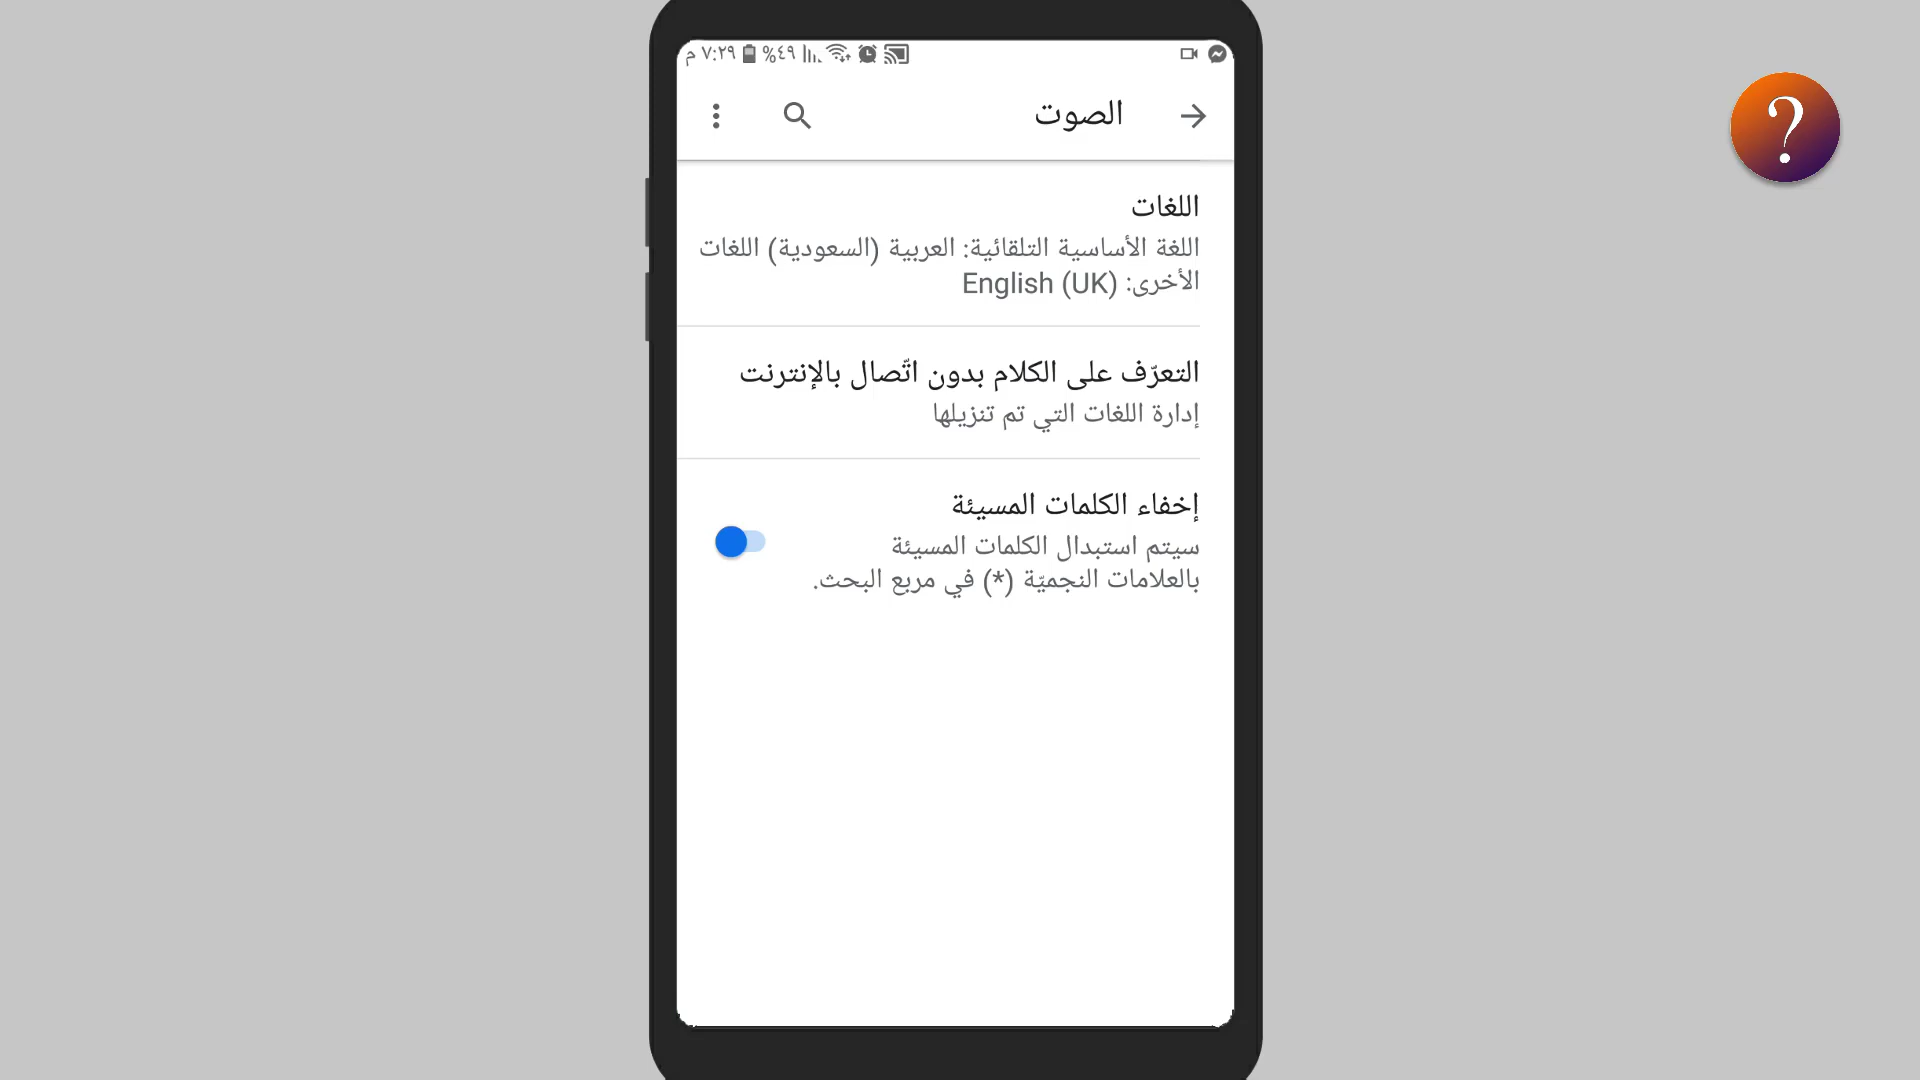 م ٧:٢٩ %٤٩
الصوت
?
اللغات
اللغة الأساسية التلقائية: العربية (السعودية) اللغات
الأخرى: English (UK)
التعرّف على الكلام بدون اتّصال بالإنترنت
إدارة اللغات التي تم تنزيلها
إخفاء الكلمات المسيئة
سيتم استبدال الكلمات المسيئة
بالعلامات النجميّة (*) في مربع البحث.